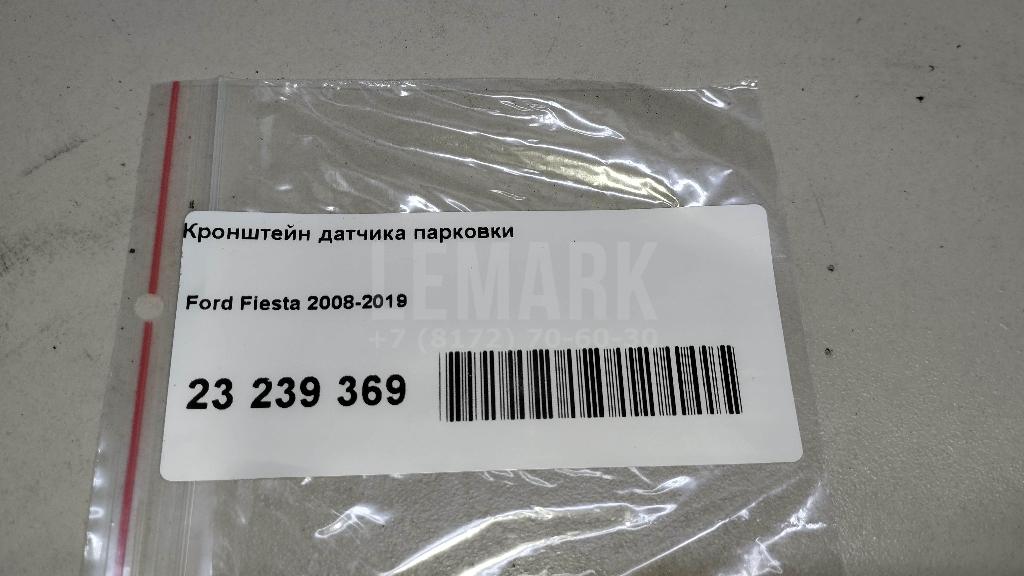 Кронштейн датчика парковки
LEMARK
Ford Fiesta 2008-2019
+7 (8172) 70-60-30
23 239 369